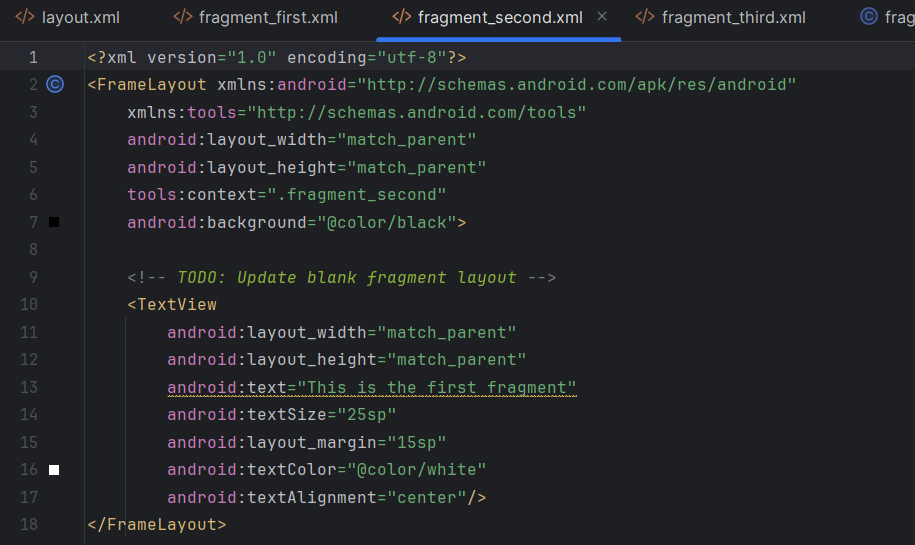 layout.xml fragment_first.xml fragment_second.xml fragment_third.xml frag
1 <?xml version="1.0" encoding="utf-8"?>
2 <FrameLayout xmlns:android="http://schemas.android.com/apk/res/android"
3 xmlns:tools="http://schemas.android.com/tools"
4 android:layout_width="match_parent"
5 android:layout_height="match_parent"
6 tools:context=".fragment_second"
7 android:background="@color/black">
8
9 <!-- TODO: Update blank fragment layout -->
10 <TextView
11 android:layout_width="match_parent"
12 android:layout_height="match_parent"
13 android:text="This is the first fragment"
14 android:textSize="25sp"
15 android:layout_margin="15sp"
16 android:textColor="@color/white"
17 android:textAlignment="center"/>
18 </FrameLayout>